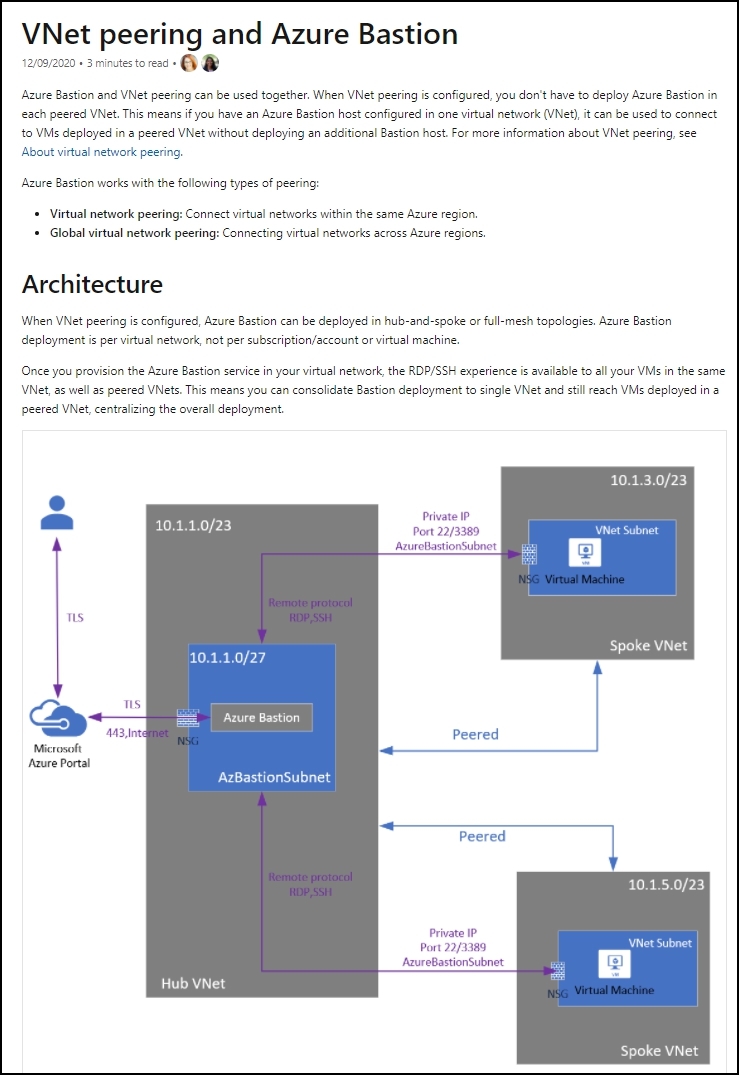 VNet peering and Azure Bastion
12/09/2020 • 3 minutes to read •
Azure Bastion and VNet peering can be used together. When VNet peering is configured, you don't have to deploy Azure Bastion in
each peered VNet. This means if you have an Azure Bastion host configured in one virtual network (VNet), it can be used to connect
to VMs deployed in a peered VNet without deploying an additional Bastion host. For more information about VNet peering, see
About virtual network peering.
Azure Bastion works with the following types of peering:
• Virtual network peering: Connect virtual networks within the same Azure region.
• Global virtual network peering: Connecting virtual networks across Azure regions.
Architecture
When VNet peering is configured, Azure Bastion can be deployed in hub-and-spoke or full-mesh topologies. Azure Bastion
deployment is per virtual network, not per subscription/account or virtual machine.
Once you provision the Azure Bastion service in your virtual network, the RDP/SSH experience is available to all your VMs in the same
VNet, as well as peered VNets. This means you can consolidate Bastion deployment to single VNet and still reach VMs deployed in a
peered VNet, centralizing the overall deployment.
10.1.3.0/23
10.1.1.0/23
Private IP
Port 22/3389
AzureBastionSubnet
VNet Subnet
NSG
Virtual Machine
Spoke VNet
Remote protocol
RDP,SSH
TLS
10.1.1.0/27
TLS
443,Internet
NSG
Azure Bastion
AzBastionSubnet
Microsoft
Azure Portal
Peered
Peered
Remote protocol
RDP,SSH
10.1.5.0/23
Private IP
Port 22/3389
AzureBastionSubnet
VNet Subnet
NSG
Virtual Machine
Hub VNet
Spoke VNet